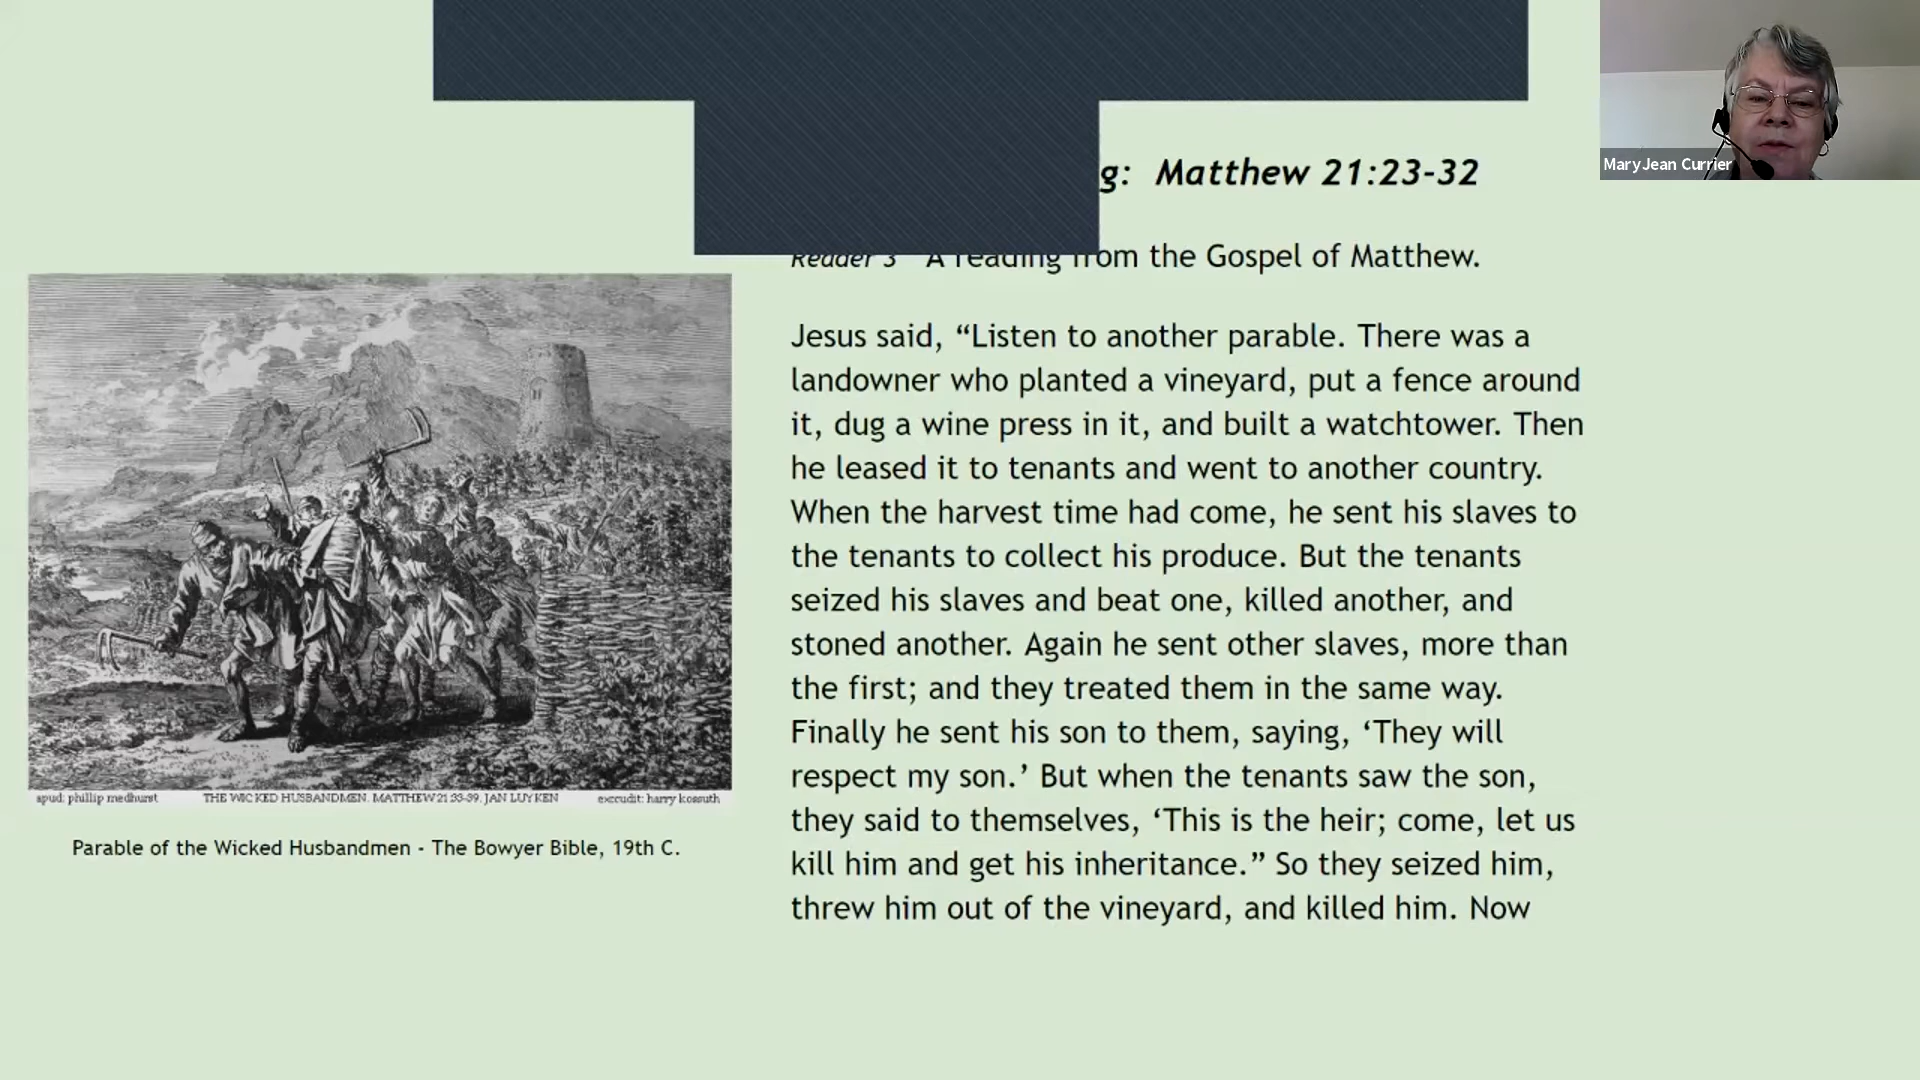 g: Matthew 21:23-32
MaryJean Currier
Reader 3 A reading from the Gospel of Matthew.
Jesus said, “Listen to another parable. There was a
landowner who planted a vineyard, put a fence around
it, dug a wine press in it, and built a watchtower. Then
he leased it to tenants and went to another country.
When the harvest time had come, he sent his slaves to
the tenants to collect his produce. But the tenants
seized his slaves and beat one, killed another, and
stoned another. Again he sent other slaves, more than
the first; and they treated them in the same way.
Finally he sent his son to them, saying, ‘They will
respect my son.’ But when the tenants saw the son,
they said to themselves, ‘This is the heir; come, let us
kill him and get his inheritance.” So they seized him,
threw him out of the vineyard, and killed him. Now
apud: phillip medhurst THE WICKED HUSBANDMEN. MATTHEW 21:33-39. JAN LUYKEN excudit: harry kossuth
Parable of the Wicked Husbandmen - The Bowyer Bible, 19th C.